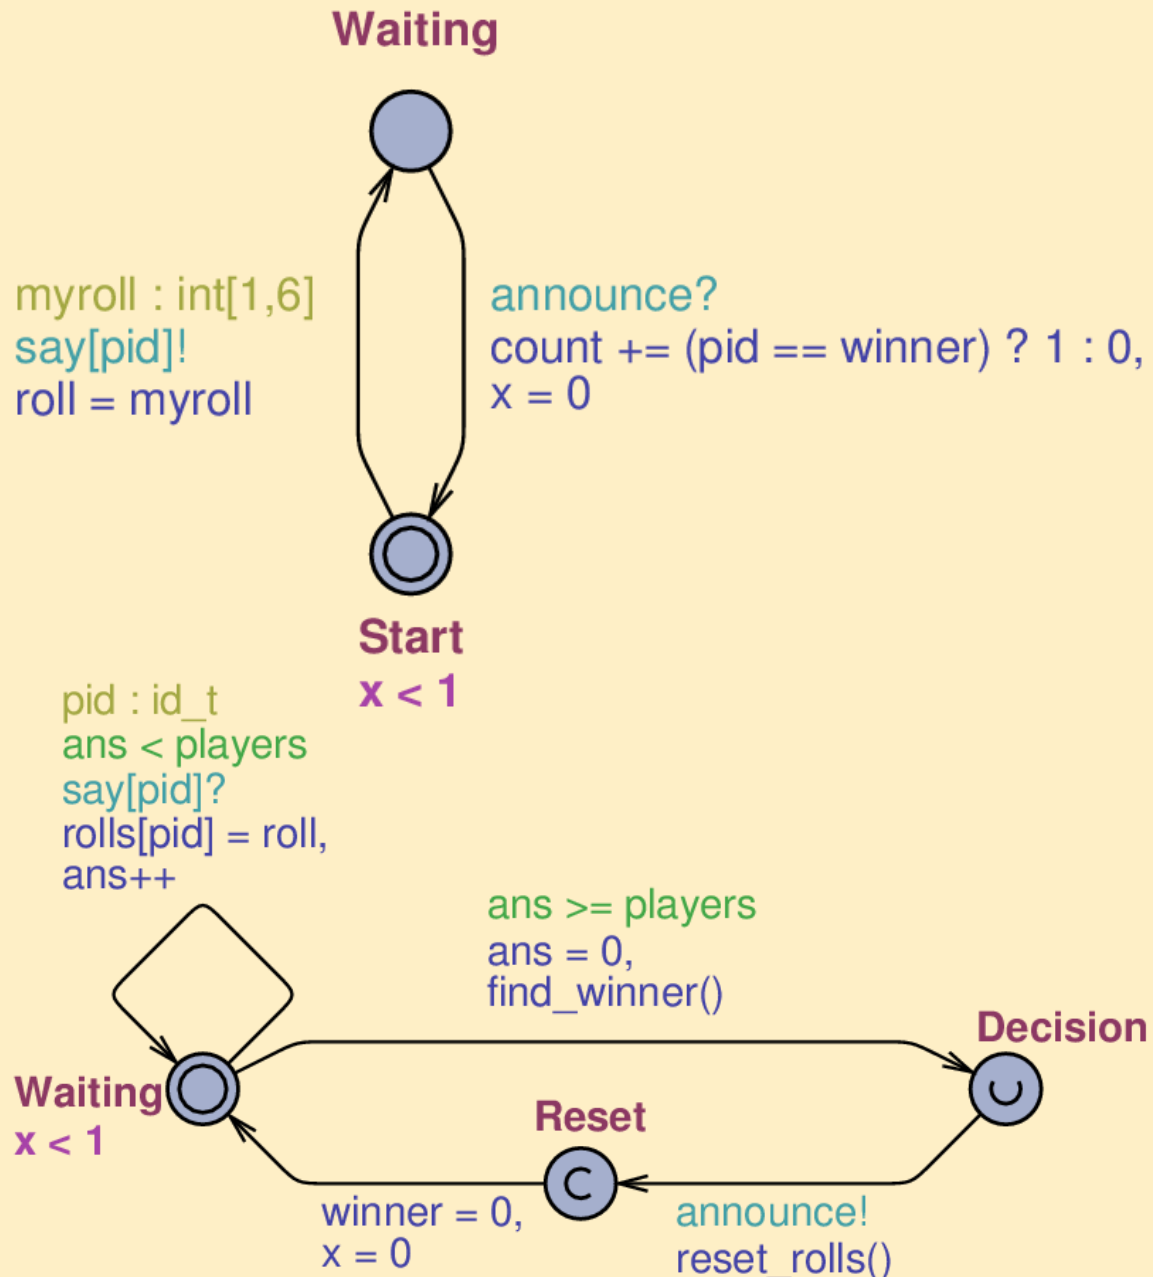 Waiting
myroll : int[1,6]
say[pid]!
roll = myroll
announce?
count += (pid == winner) ? 1 : 0,
x = 0
Start
x < 1
pid : id_t
ans < players
say[pid]?
rolls[pid] = roll,
ans++
ans >= players
ans = 0,
find_winner()
Decision
Waiting
x < 1
Reset
C
winner = 0,
x = 0
announce!
reset_rolls()